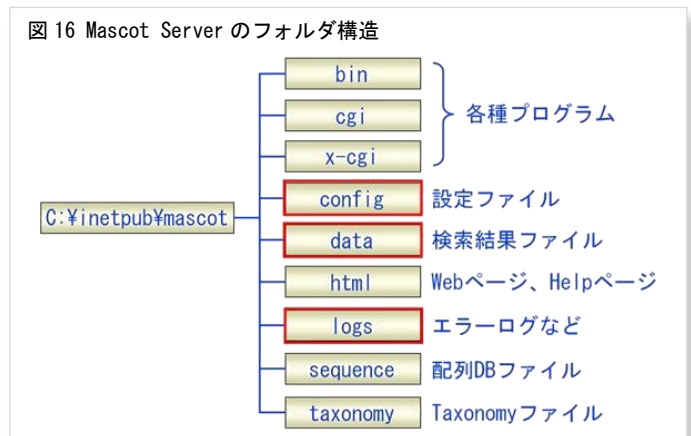 図 16 Mascot Server のフォルダ構造
bin
cgi
各種プログラム
x-cgi
config 設定ファイル
C:¥inetpub¥mascot
data 検索結果ファイル
html Webページ、Helpページ
logs エラーログなど
sequence 配列DBファイル
taxonomy Taxonomyファイル